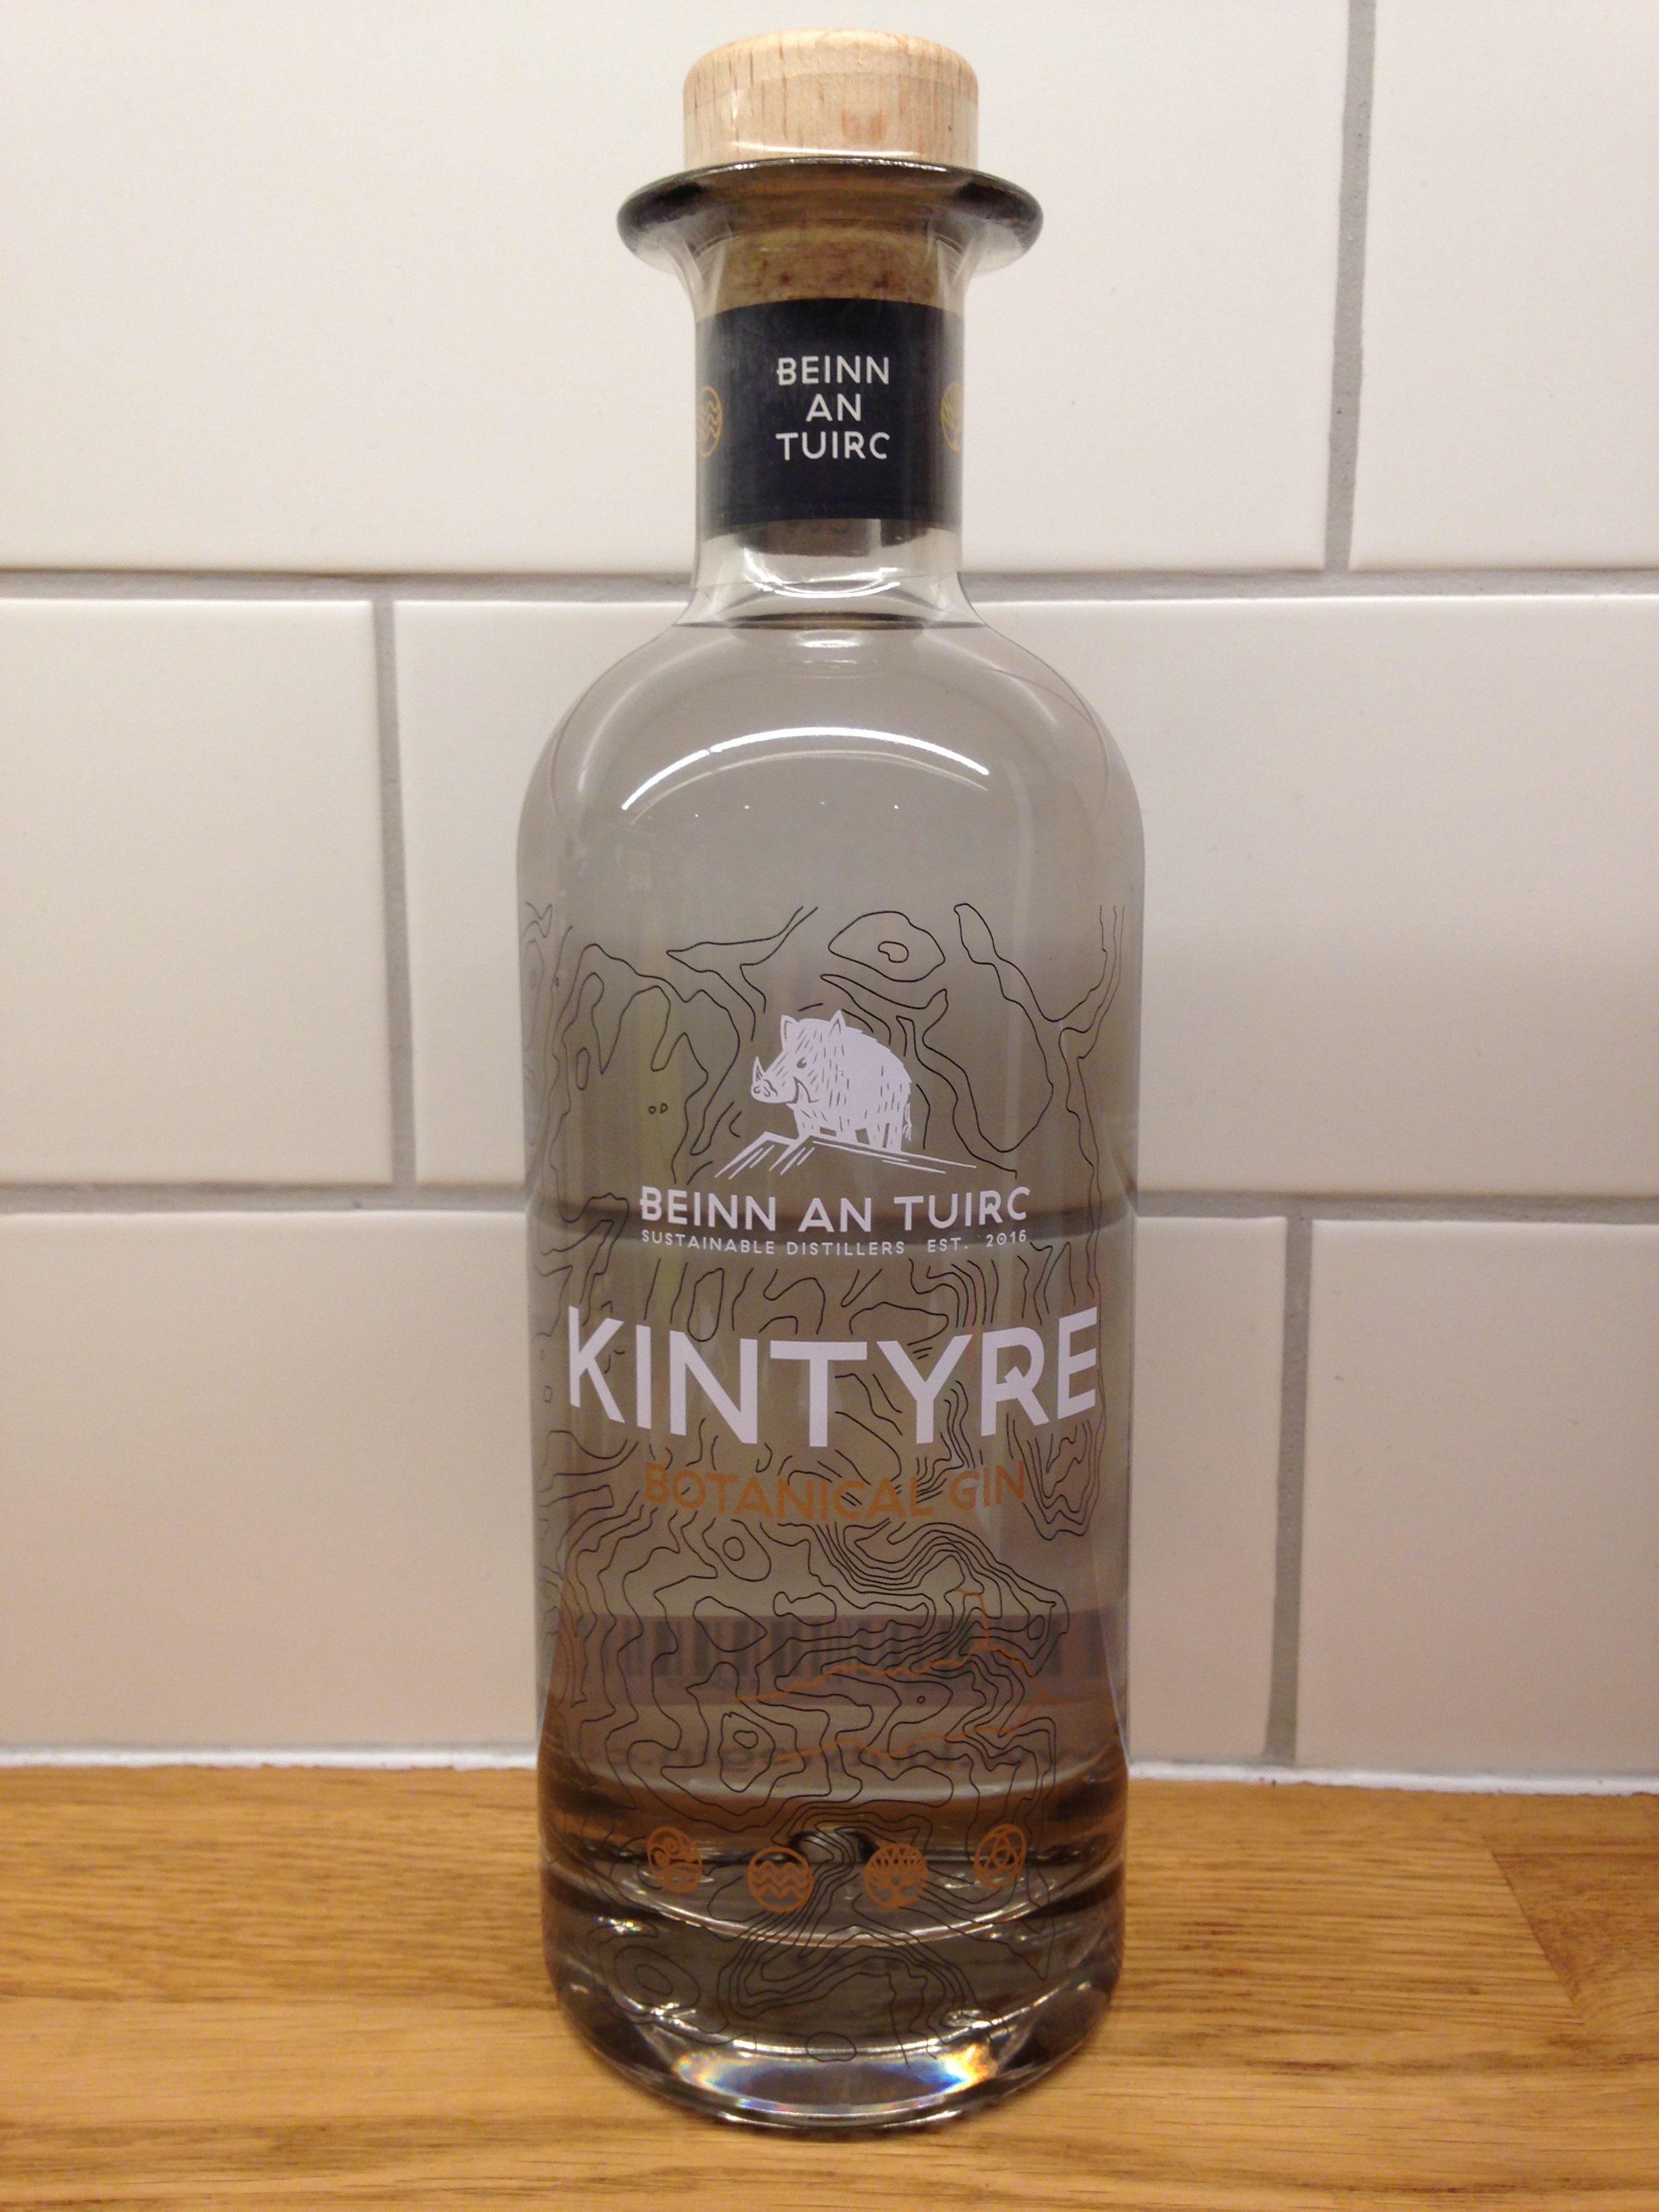 BEINN
AN
TUIRC
BEINN AN TUIRC
SUSTAINABLE DISTILLERS EST. 2016
KINTYRE
BOTANICAL GIN